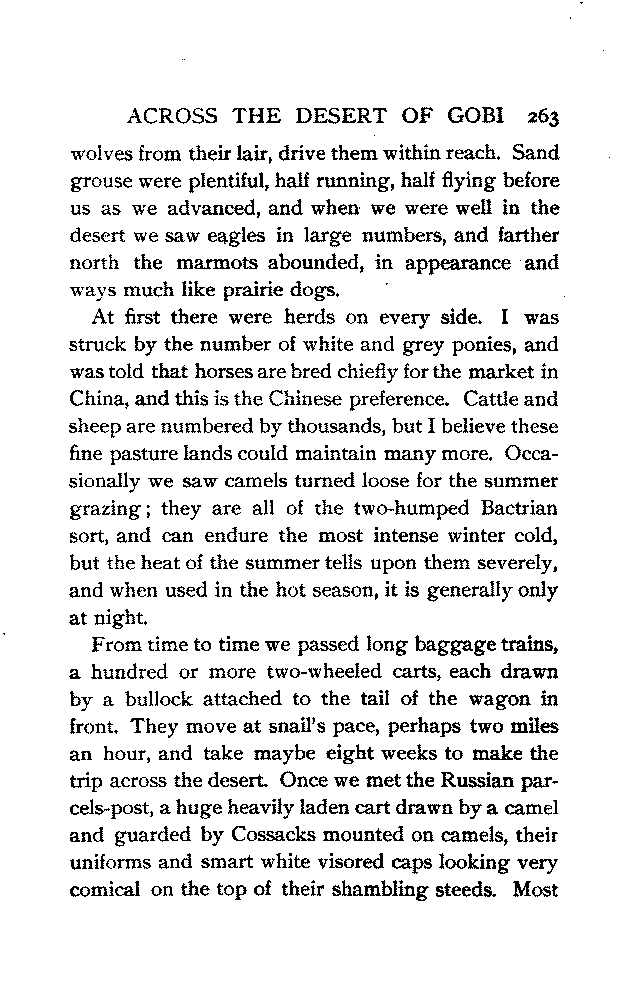 ACROSS THE DESERT OF GOBI 263
wolves from their lair, drive them within reach. Sand
grouse were plentiful, half running, half flying before
us as we advanced, and when we were well in the
desert we saw eagles in large numbers, and farther
north the marmots abounded, in appearance and
ways much like prairie dogs.
At first there were herds on every side. I was
struck by the number of white and grey ponies, and
was told that horses are bred chiefly for the market in
China, and this is the Chinese preference. Cattle and
sheep are numbered by thousands, but I believe these
fine pasture lands could maintain many more. Occa-
sionally we saw camels turned loose for the summer
grazing; they are all of the two-humped Bactrian
sort, and can endure the most intense winter cold,
but the heat of the summer tells upon them severely,
and when used in the hot season, it is generally only
at night.
From time to time we passed long baggage trains,
a hundred or more two-wheeled carts, each drawn
by a bullock attached to the tail of the wagon in
front. They move at snail's pace, perhaps two miles
an hour, and take maybe eight weeks to make the
trip across the desert. Once we met the Russian par-
cels-post, a huge heavily laden cart drawn by a camel
and guarded by Cossacks mounted on camels, their
uniforms and smart white visored caps looking very
comical on the top of their shambling steeds. Most